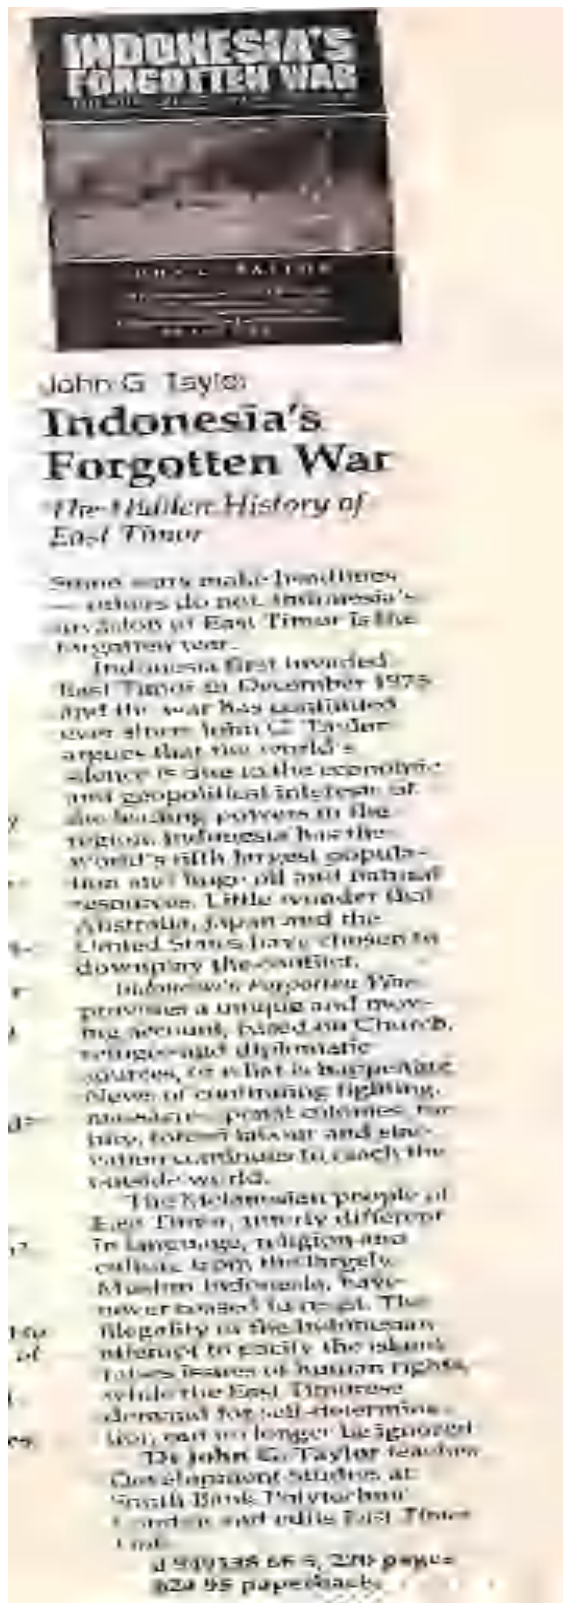 INDONESIA'S
FORGOTTEN WAR
John G. Taylor
Indonesia's
Forgotten War
The Hidden History of
East Timor
Some wars make headlines
— others do not. Indonesia's
invasion of East Timor is the
forgotten war.
Indonesia first invaded
East Timor in December 1975
and the war has continued
ever since. John G. Taylor
argues that the world's
silence is due to the economic
and geopolitical interests of
the leading powers in the
region. Indonesia has the
world's fifth largest popula-
tion and huge oil and natural
resources. Little wonder that
Australia, Japan and the
United States have chosen to
downplay the conflict.
Indonesia's Forgotten War
provides a unique and mov-
ing account, based on Church,
refugee and diplomatic
sources, of what is happening.
News of continuing fighting,
massacres, penal colonies, tor-
ture, forced labour and star-
vation continues to reach the
outside world.
The Melanesian people of
East Timor, utterly different
in language, religion and
culture from the largely
Muslim Indonesia, have
never ceased to resist. The
illegality of the Indonesian
attempt to pacify the island
raises issues of human rights,
while the East Timorese
demand for self-determina-
tion can no longer be ignored.
Dr John G. Taylor teaches
Development Studies at
South Bank Polytechnic
London and edits East Timor
Link.
949138 66 5, 270 pages
$24.95 paperback